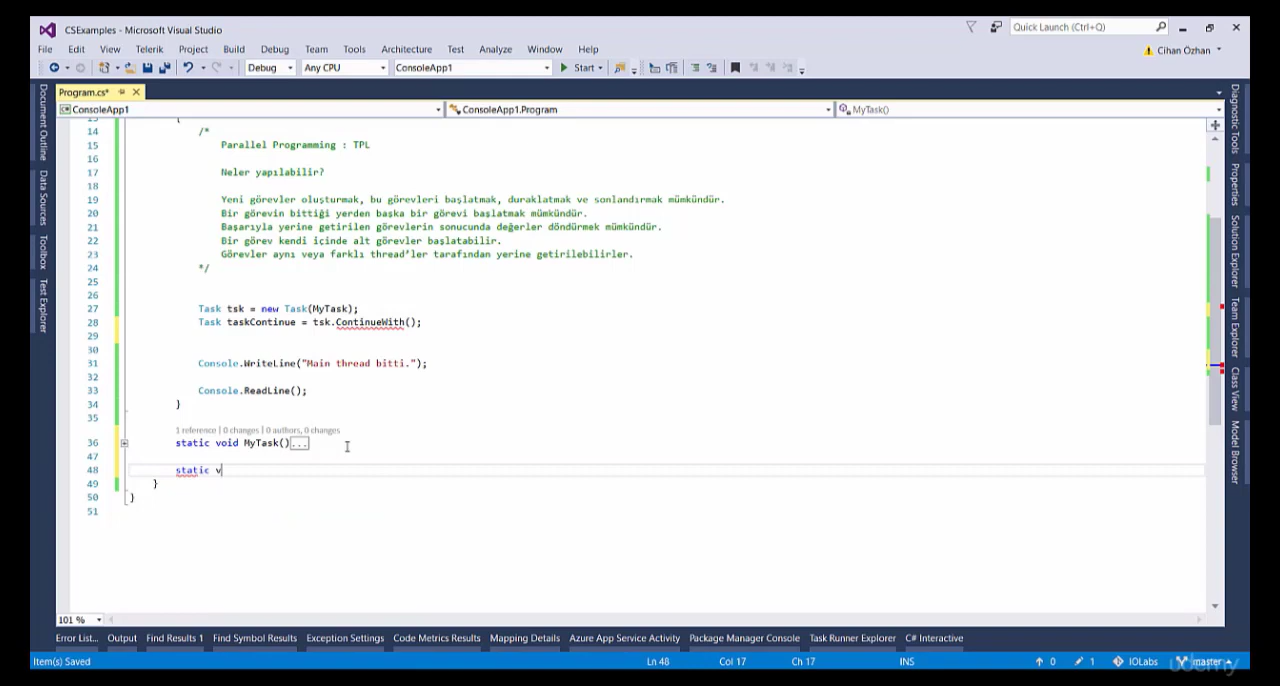 CSExamples - Microsoft Visual Studio
Quick Launch (Ctrl+Q)
File Edit View Telerik Project Build Debug Team Tools Architecture Test Analyze Window Help
Cihan Özhan
Debug Any CPU ConsoleApp1 Start
Program.cs*
ConsoleApp1 ConsoleApp1.Program MyTask()
14 /*
15 Parallel Programming : TPL
16
17 Neler yapılabilir?
18
19 Yeni görevler oluşturmak, bu görevleri başlatmak, duraklatmak ve sonlandırmak mümkündür.
20 Bir görevin bittiği yerden başka bir görevi başlatmak mümkündür.
21 Başarıyla yerine getirilen görevlerin sonucunda değerler döndürmek mümkündür.
22 Bir görev kendi içinde alt görevler başlatabilir.
23 Görevler aynı veya farklı thread'ler tarafından yerine getirilebilirler.
24 */
25
26
27 Task tsk = new Task(MyTask);
28 Task taskContinue = tsk.ContinueWith();
29
30
31 Console.WriteLine("Main thread bitti.");
32
33 Console.ReadLine();
34 }
35
1 reference | 0 changes | 0 authors, 0 changes
36 static void MyTask()...
47
48 static v
49 }
50 }
51
101 %
Error List... Output Find Results 1 Find Symbol Results Exception Settings Code Metrics Results Mapping Details Azure App Service Activity Package Manager Console Task Runner Explorer C# Interactive
Item(s) Saved Ln 48 Col 17 Ch 17 INS 0 1 IOLabs master
udemy
Document Outline
Data Sources
Toolbox
Test Explorer
Diagnostic Tools
Properties
Solution Explorer
Team Explorer
Class View
Model Browser